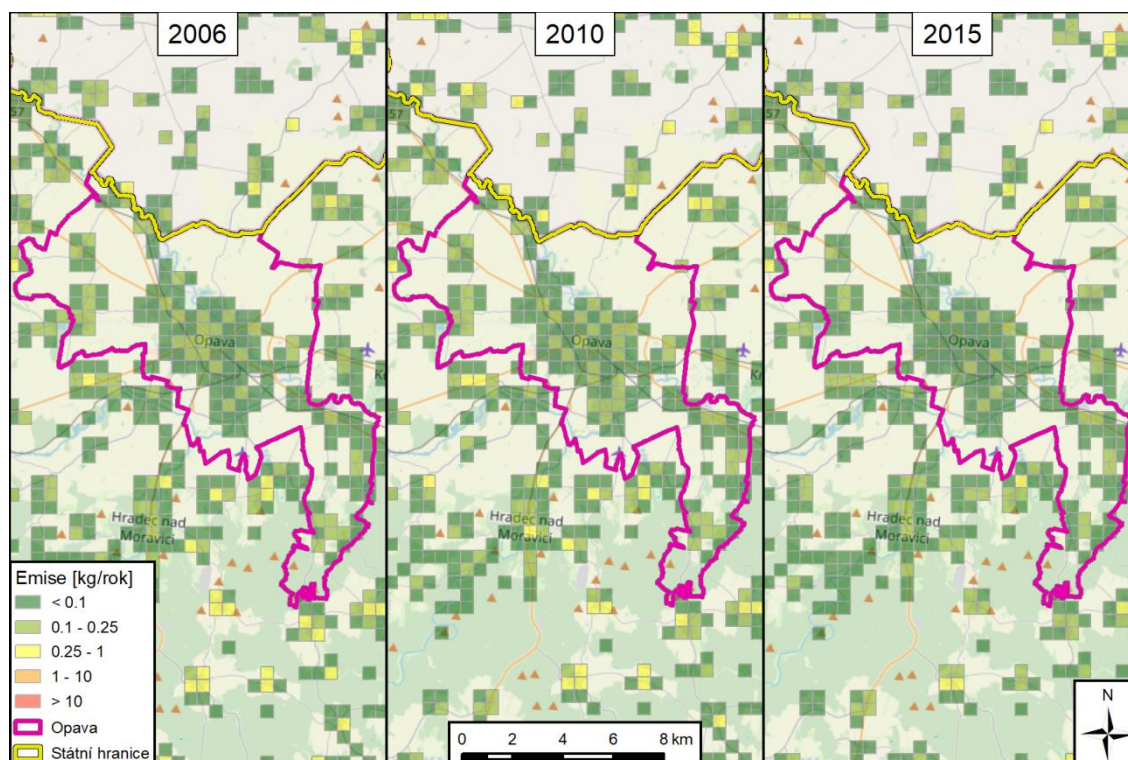 2006
2010
2015
57
57
57
Opava
Opava
Opava
Hradec nad
Moravicí
Hradec nad
Moravicí
Hradec nad
Moravicí
Emise [kg/rok]
< 0.1
0.1 - 0.25
0.25 - 1
1 - 10
> 10
Opava
Státní hranice
0 2 4 6 8 km
N